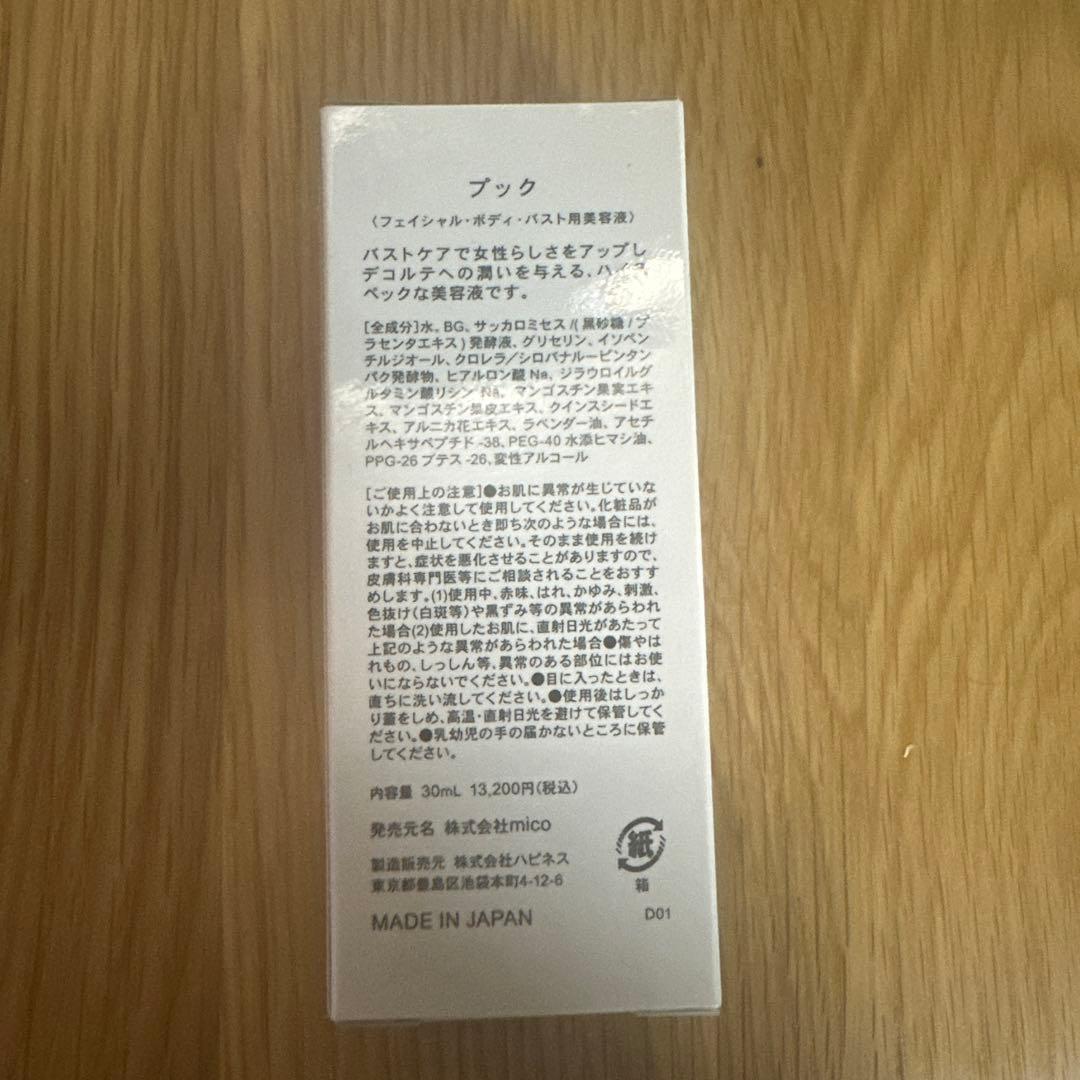 プック
〈フェイシャル・ボディ・バスト用美容液〉
バストケアで女性らしさをアップし
デコルテへの潤いを与える、ハイス
ペックな美容液です。
[全成分]水。BG、サッカロミセス/(黒砂糖/プ
ラセンタエキス)発酵液、グリセリン、イソペン
チルジオール、クロレラ／シロバナルーピンタン
パク発酵物、ヒアルロン酸Na、ジラウロイルグ
ルタミン酸リシン Na、マンゴスチン果実エキ
ス、マンゴスチン果皮エキス、クインスシードエ
キス、アルニカ花エキス、ラベンダー油、アセチ
ルヘキサペプチド-38、PEG-40水添ヒマシ油、
PPG-26ブテス-26、変性アルコール
[ご使用上の注意]●お肌に異常が生じていな
いかよく注意して使用してください。化粧品が
お肌に合わないとき即ち次のような場合には、
使用を中止してください。そのまま使用を続け
ますと、症状を悪化させることがありますので、
皮膚科専門医等にご相談されることをおすす
めします。(1)使用中、赤味、はれ、かゆみ、刺激、
色抜け(白斑等)や黒ずみ等の異常があらわれ
た場合(2)使用したお肌に、直射日光があたって
上記のような異常があらわれた場合●傷やは
れもの、しっしん等、異常のある部位にはお使
いにならないでください。●目に入ったときは、
直ちに洗い流してください。●使用後はしっか
り蓋をしめ、高温・直射日光を避けて保管してく
ださい。●乳幼児の手の届かないところに保管
してください。
内容量 30mL 13,200円(税込)
発売元名 株式会社mico
製造販売元 株式会社ハピネス
東京都豊島区池袋本町4-12-6
MADE IN JAPAN
紙
箱
D01